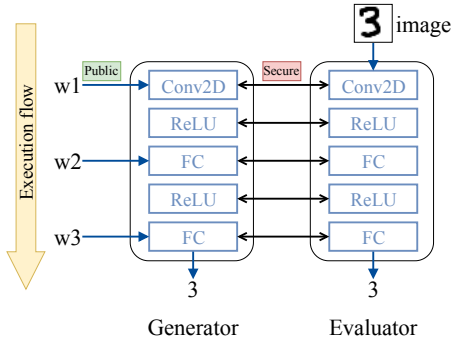 3 image
Public
Secure
w1 Conv2D Conv2D
ReLU ReLU
w2 FC FC
ReLU ReLU
w3 FC FC
3 3
Generator Evaluator
Execution flow